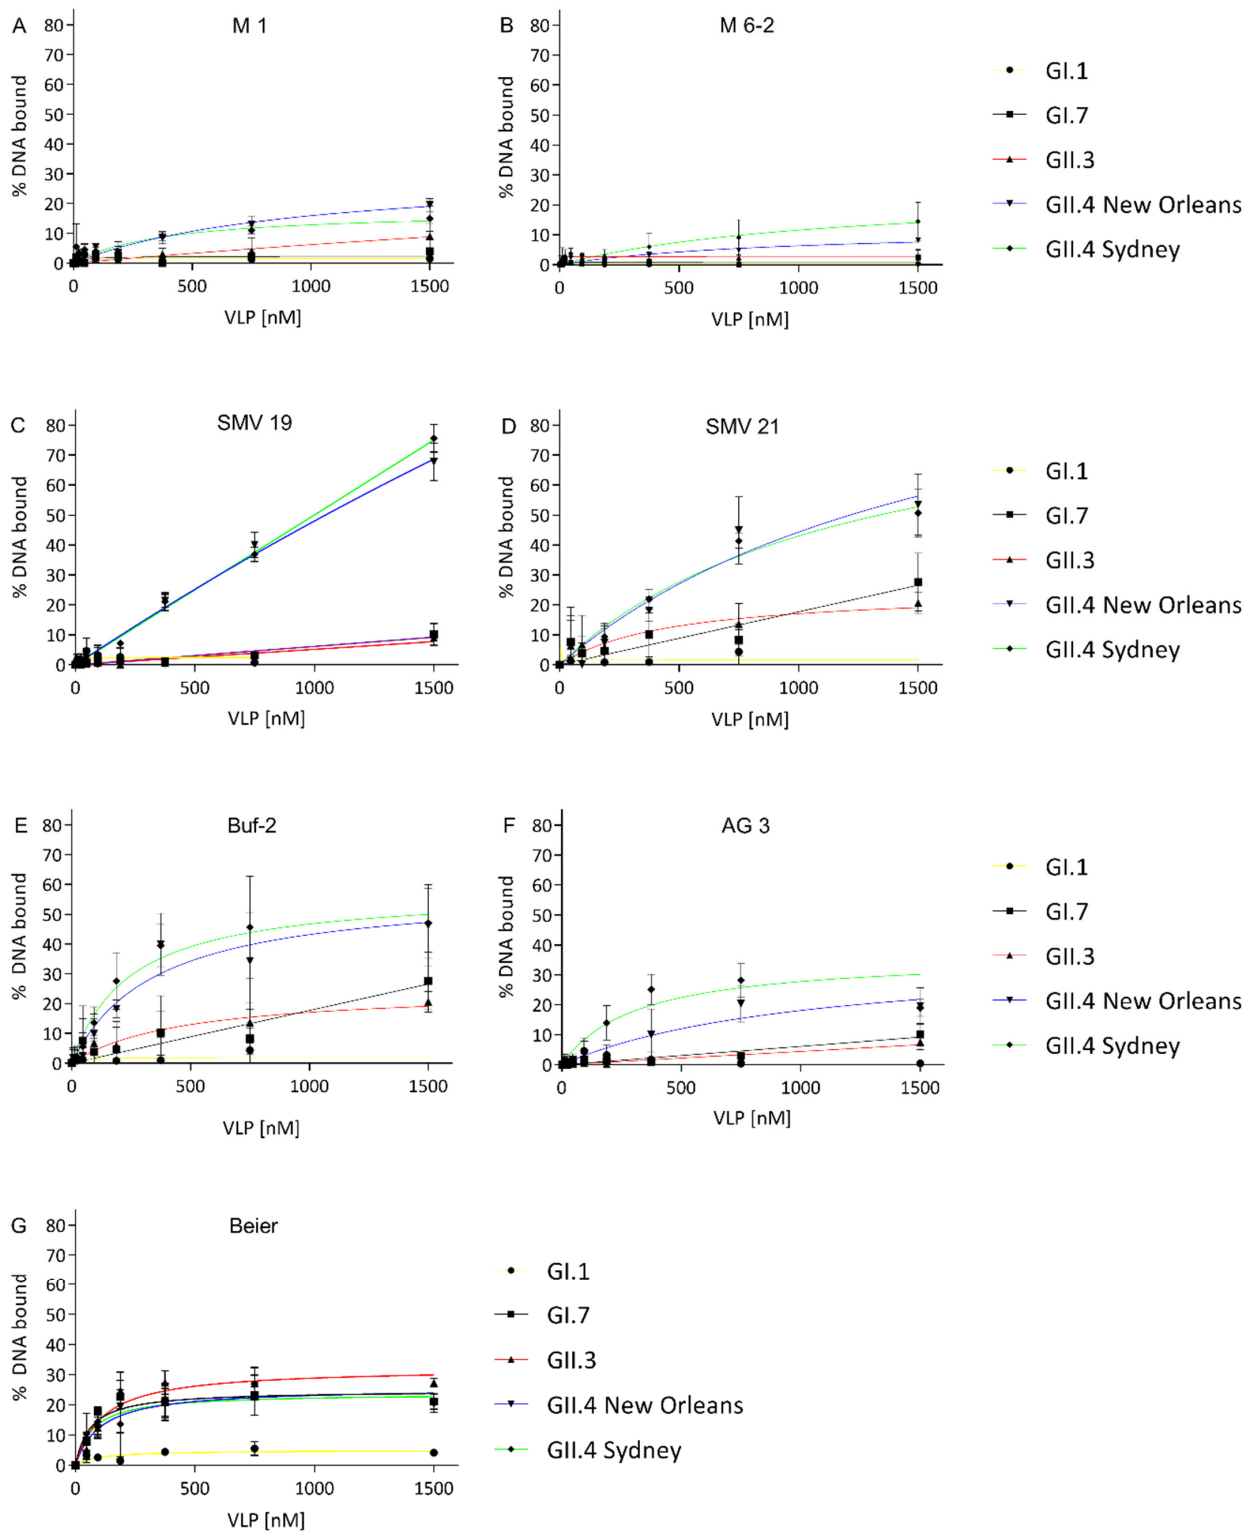 A
M 1
80
70
60
50
40
30
20
10
0
% DNA bound
0 500 1000 1500
VLP [nM]
B
M 6-2
80
70
60
50
40
30
20
10
0
% DNA bound
0 500 1000 1500
VLP [nM]
GI.1
GI.7
GII.3
GII.4 New Orleans
GII.4 Sydney
C
SMV 19
80
70
60
50
40
30
20
10
0
% DNA bound
0 500 1000 1500
VLP [nM]
D
SMV 21
80
70
60
50
40
30
20
10
0
% DNA bound
0 500 1000 1500
VLP [nM]
GI.1
GI.7
GII.3
GII.4 New Orleans
GII.4 Sydney
E
Buf-2
80
70
60
50
40
30
20
10
0
% DNA bound
0 500 1000 1500
VLP [nM]
F
AG 3
80
70
60
50
40
30
20
10
0
% DNA bound
0 500 1000 1500
VLP [nM]
GI.1
GI.7
GII.3
GII.4 New Orleans
GII.4 Sydney
G
Beier
80
70
60
50
40
30
20
10
0
% DNA bound
0 500 1000 1500
VLP [nM]
GI.1
GI.7
GII.3
GII.4 New Orleans
GII.4 Sydney